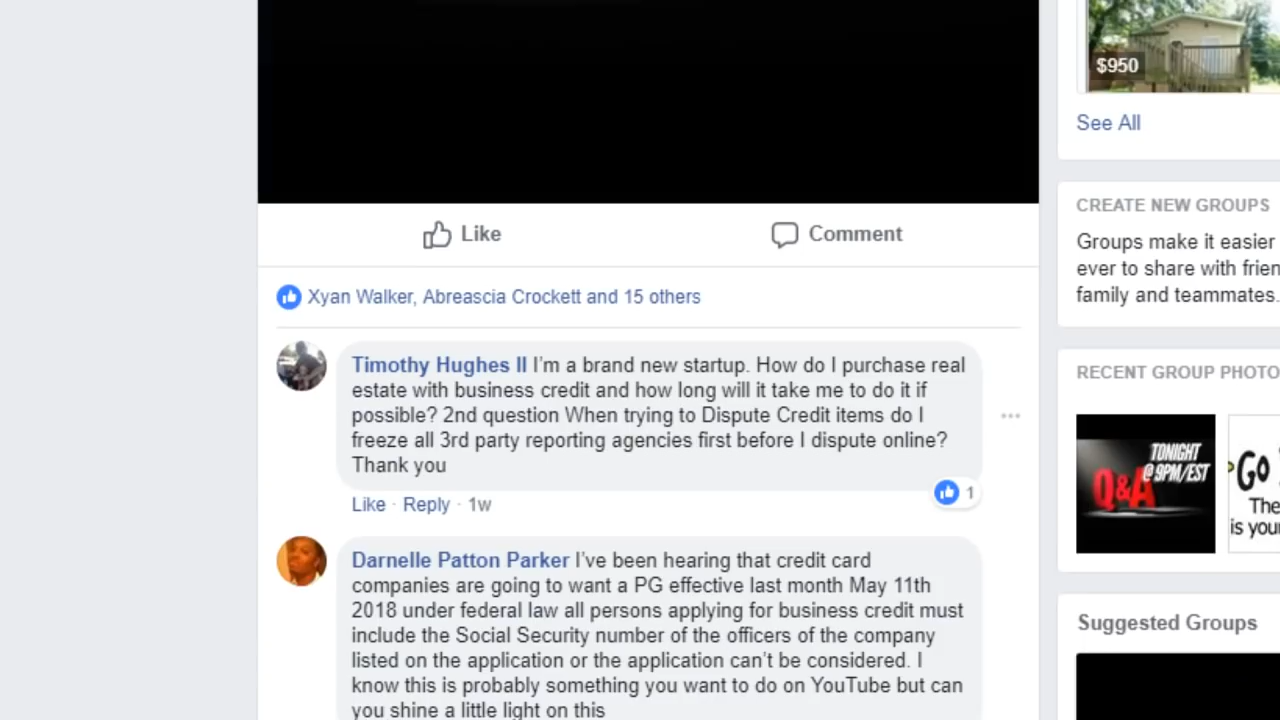 $950
See All
Like
Comment
CREATE NEW GROUPS
Groups make it easier
ever to share with frien
family and teammates.
Xyan Walker, Abreascia Crockett and 15 others
Timothy Hughes II I'm a brand new startup. How do I purchase real
estate with business credit and how long will it take me to do it if
possible? 2nd question When trying to Dispute Credit items do I
freeze all 3rd party reporting agencies first before I dispute online?
Thank you
1
Like · Reply · 1w
RECENT GROUP PHOTO
TONIGHT
@9PM/EST
Q&A
Go
The
is your
Darnelle Patton Parker I've been hearing that credit card
companies are going to want a PG effective last month May 11th
2018 under federal law all persons applying for business credit must
include the Social Security number of the officers of the company
listed on the application or the application can't be considered. I
know this is probably something you want to do on YouTube but can
you shine a little light on this
Suggested Groups